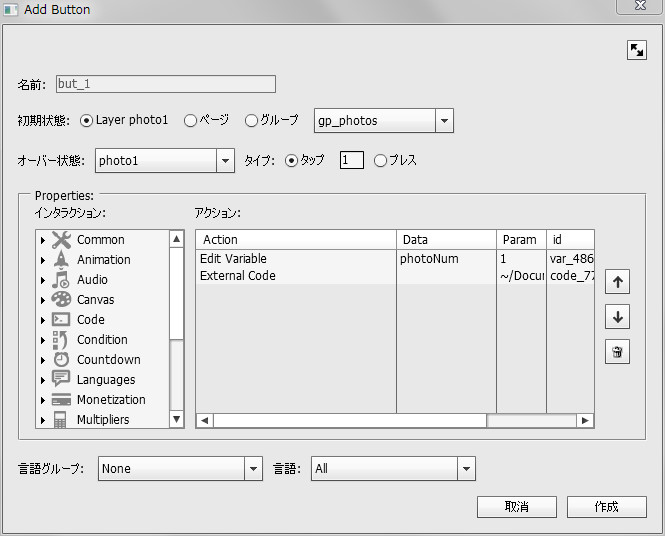 Add Button
名前: but_1
初期状態: Layer photo1 ページ グループ gp_photos
オーバー状態: photo1 タイプ: タップ 1 プレス
Properties:
インタラクション: アクション:
Common
Animation
Audio
Canvas
Code
Condition
Countdown
Languages
Monetization
Multipliers
Action Data Param id
Edit Variable photoNum 1 var_486
External Code ~/Docum code_77
言語グループ: None 言語: All
取消 作成